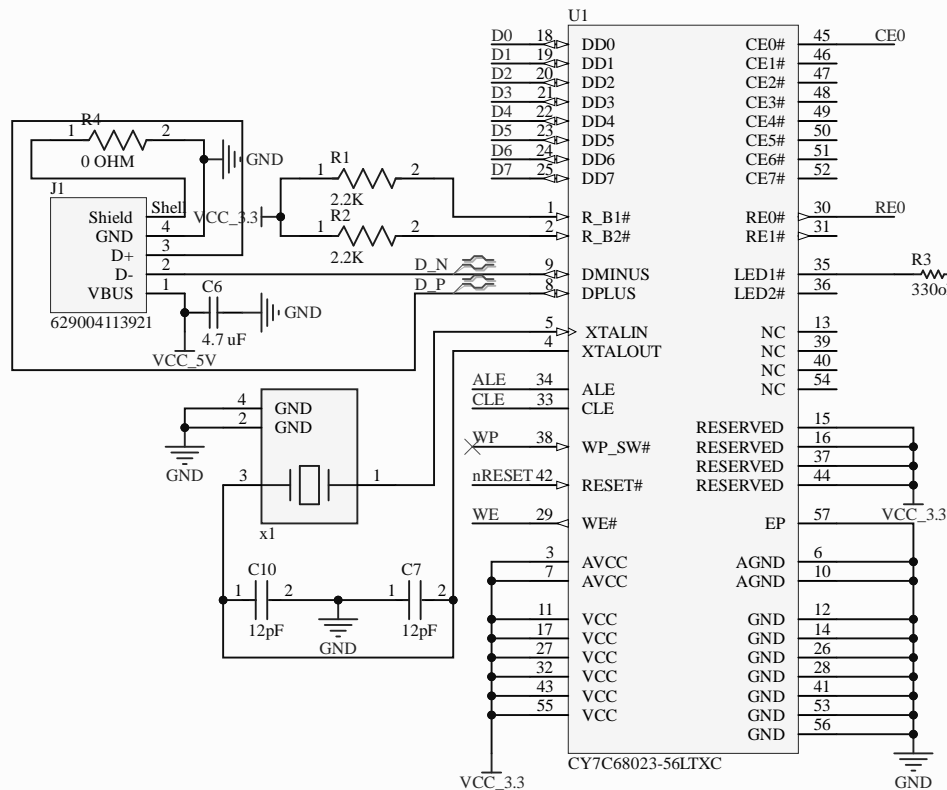 U1
D0 18 DD0 CE0# 45 CE0
D1 19 DD1 CE1# 46
D2 20 DD2 CE2# 47
D3 21 DD3 CE3# 48
D4 22 DD4 CE4# 49
D5 23 DD5 CE5# 50
D6 24 DD6 CE6# 51
D7 25 DD7 CE7# 52
R4
1 2
0 OHM
GND
R1
1 2
2.2K
VCC_3.3
R2
1 2
2.2K
1 R_B1# RE0# 30 RE0
2 R_B2# RE1# 31
J1
Shield Shell
GND 4
D+ 3
D- 2
VBUS 1
629004113921
C6
4.7 uF
GND
VCC_5V
D_N 9 DMINUS LED1# 35
D_P 8 DPLUS LED2# 36
R3
330o
5 XTALIN NC 13
4 XTALOUT NC 39
NC 40
ALE 34 ALE NC 54
CLE 33 CLE
RESERVED 15
WP 38 WP_SW# RESERVED 16
RESERVED 37
nRESET 42 RESET# RESERVED 44
VCC_3.3
WE 29 WE# EP 57
4 GND
2 GND
GND
3 1
x1
3 AVCC AGND 6
7 AVCC AGND 10
C10
1 2
12pF
C7
1 2
12pF
GND
11 VCC GND 12
17 VCC GND 14
27 VCC GND 26
32 VCC GND 28
43 VCC GND 41
55 VCC GND 53
GND 56
VCC_3.3
CY7C68023-56LTXC
GND